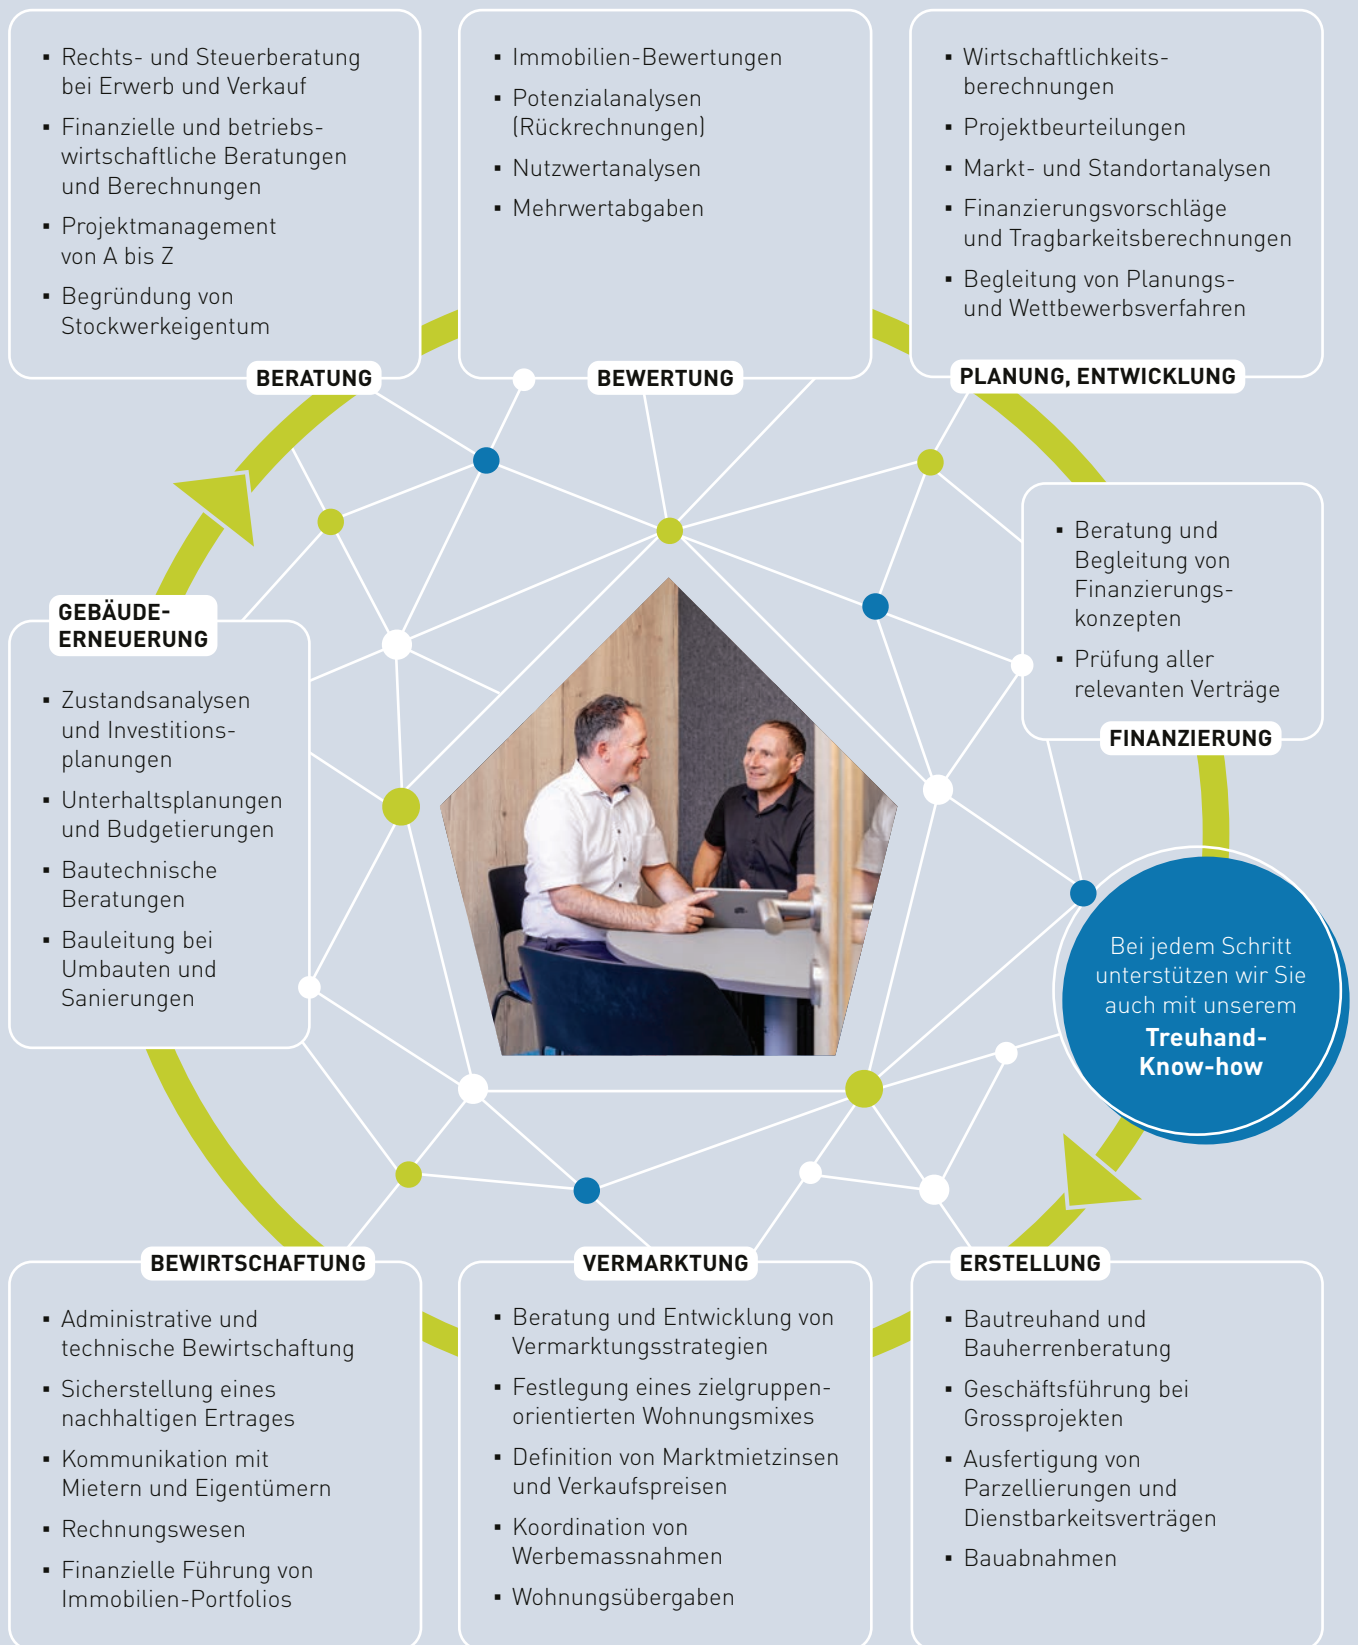 ▪ Rechts- und Steuerberatung
bei Erwerb und Verkauf
▪ Finanzielle und betriebs-
wirtschaftliche Beratungen
und Berechnungen
▪ Projektmanagement
von A bis Z
▪ Begründung von
Stockwerkeigentum
BERATUNG
▪ Immobilien-Bewertungen
▪ Potenzialanalysen
(Rückrechnungen)
▪ Nutzwertanalysen
▪ Mehrwertabgaben
BEWERTUNG
▪ Wirtschaftlichkeits-
berechnungen
▪ Projektbeurteilungen
▪ Markt- und Standortanalysen
▪ Finanzierungsvorschläge
und Tragbarkeitsberechnungen
▪ Begleitung von Planungs-
und Wettbewerbsverfahren
PLANUNG, ENTWICKLUNG
▪ Beratung und
Begleitung von
Finanzierungs-
konzepten
▪ Prüfung aller
relevanten Verträge
FINANZIERUNG
GEBÄUDE-
ERNEUERUNG
▪ Zustandsanalysen
und Investitions-
planungen
▪ Unterhaltsplanungen
und Budgetierungen
▪ Bautechnische
Beratungen
▪ Bauleitung bei
Umbauten und
Sanierungen
Bei jedem Schritt
unterstützen wir Sie
auch mit unserem
Treuhand-
Know-how
BEWIRTSCHAFTUNG
▪ Administrative und
technische Bewirtschaftung
▪ Sicherstellung eines
nachhaltigen Ertrages
▪ Kommunikation mit
Mietern und Eigentümern
▪ Rechnungswesen
▪ Finanzielle Führung von
Immobilien-Portfolios
VERMARKTUNG
▪ Beratung und Entwicklung von
Vermarktungsstrategien
▪ Festlegung eines zielgruppen-
orientierten Wohnungsmixes
▪ Definition von Marktmietzinsen
und Verkaufspreisen
▪ Koordination von
Werbemassnahmen
▪ Wohnungsübergaben
ERSTELLUNG
▪ Bautreuhand und
Bauherrenberatung
▪ Geschäftsführung bei
Grossprojekten
▪ Ausfertigung von
Parzellierungen und
Dienstbarkeitsverträgen
▪ Bauabnahmen